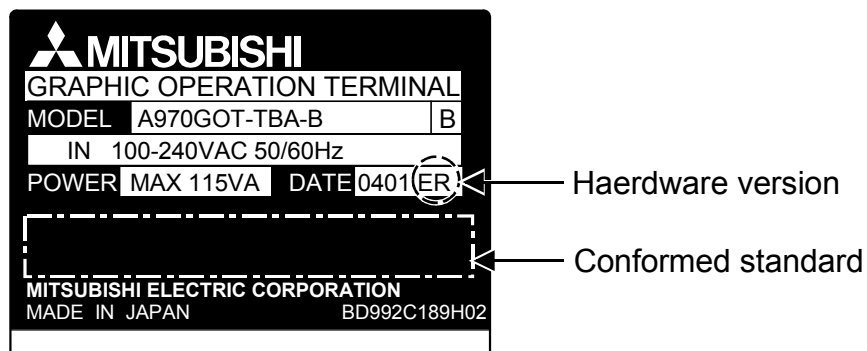 MITSUBISHI
GRAPHIC OPERATION TERMINAL
MODEL A970GOT-TBA-B B
IN 100-240VAC 50/60Hz
POWER MAX 115VA DATE 0401 ER
Haerdware version
Conformed standard
MITSUBISHI ELECTRIC CORPORATION
MADE IN JAPAN BD992C189H02